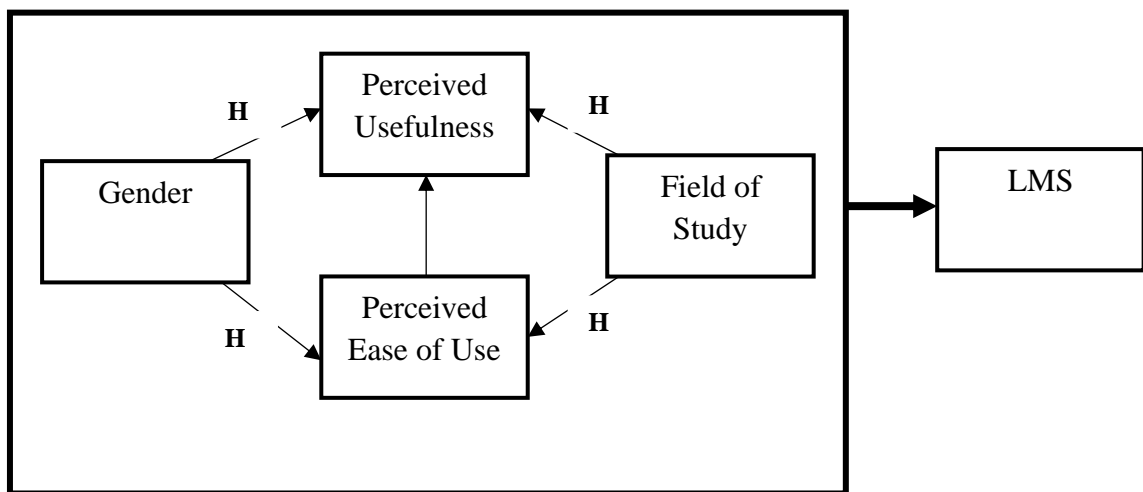 Perceived
Usefulness
H
H
Gender
Field of
Study
LMS
Perceived
Ease of Use
H
H